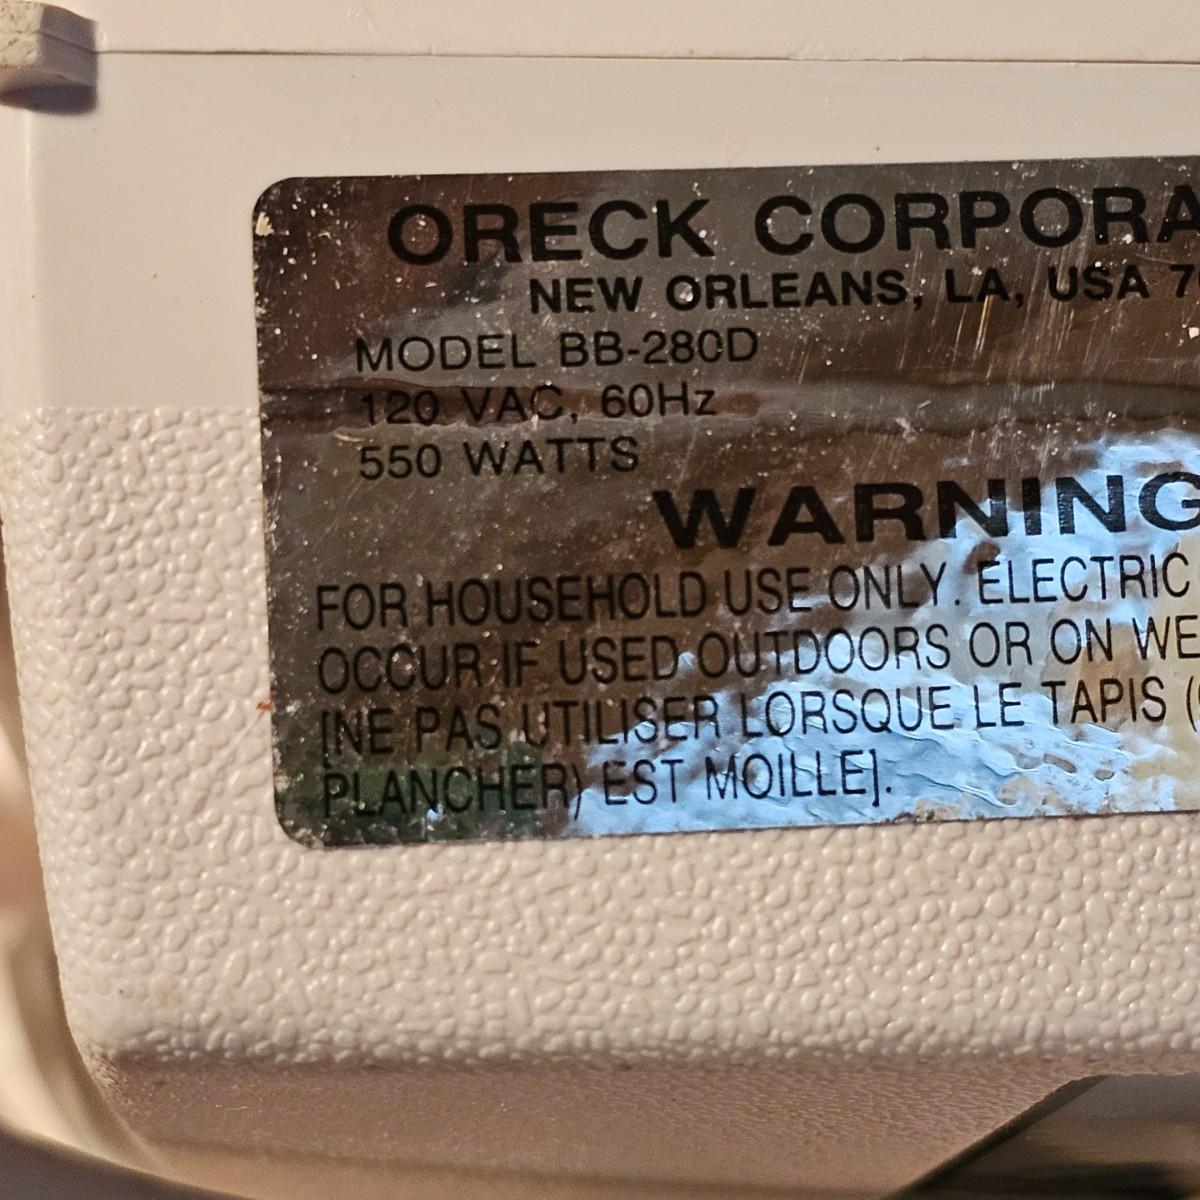 ORECK CORPORA
NEW ORLEANS, LA, USA 7
MODEL BB-280D
120 VAC, 60Hz
550 WATTS
WARNING
FOR HOUSEHOLD USE ONLY. ELECTRIC
OCCUR IF USED OUTDOORS OR ON WE
[NE PAS UTILISER LORSQUE LE TAPIS (
PLANCHER) EST MOILLE].